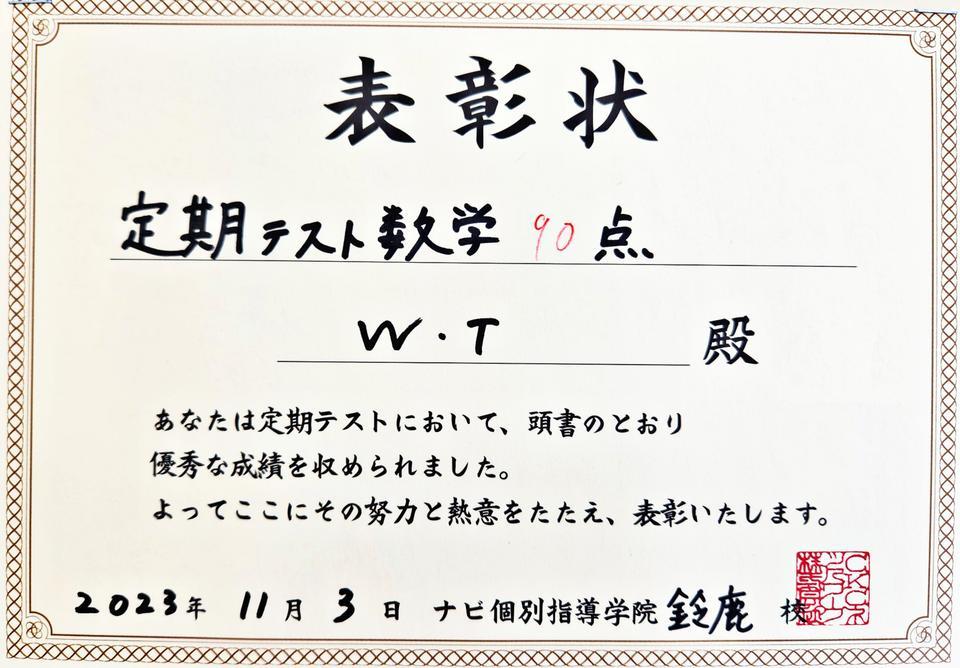 表彰状
定期テスト数学 90 点
W・T 殿
あなたは定期テストにおいて、頭書のとおり
優秀な成績を収められました。
よってここにその努力と熱意をたたえ、表彰いたします。
2023年 11月 3日 ナビ個別指導学院 鈴鹿 校